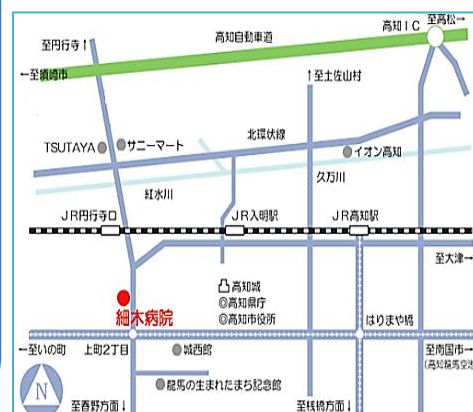 高知IC
至高松→
至円行寺↑
高知自動車道
←至須崎市
↑至土佐山村
北環状線
TSUTAYA
サニーマート
イオン高知
久万川
紅水川
JR円行寺口
JR入明駅
JR高知駅
至大津→
高知城
◎高知県庁
◎高知市役所
細木病院
はりまや橋
←至いの町
上町2丁目
城西館
至南国市→
(高知龍馬空港)
龍馬の生まれたまち記念館
N
至春野方面↓
至桟橋方面↓